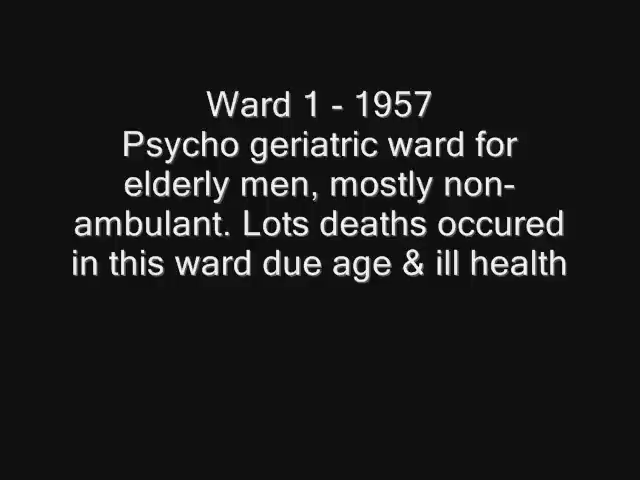 Ward 1 - 1957
Psycho geriatric ward for
elderly men, mostly non-
ambulant. Lots deaths occured
in this ward due age & ill health